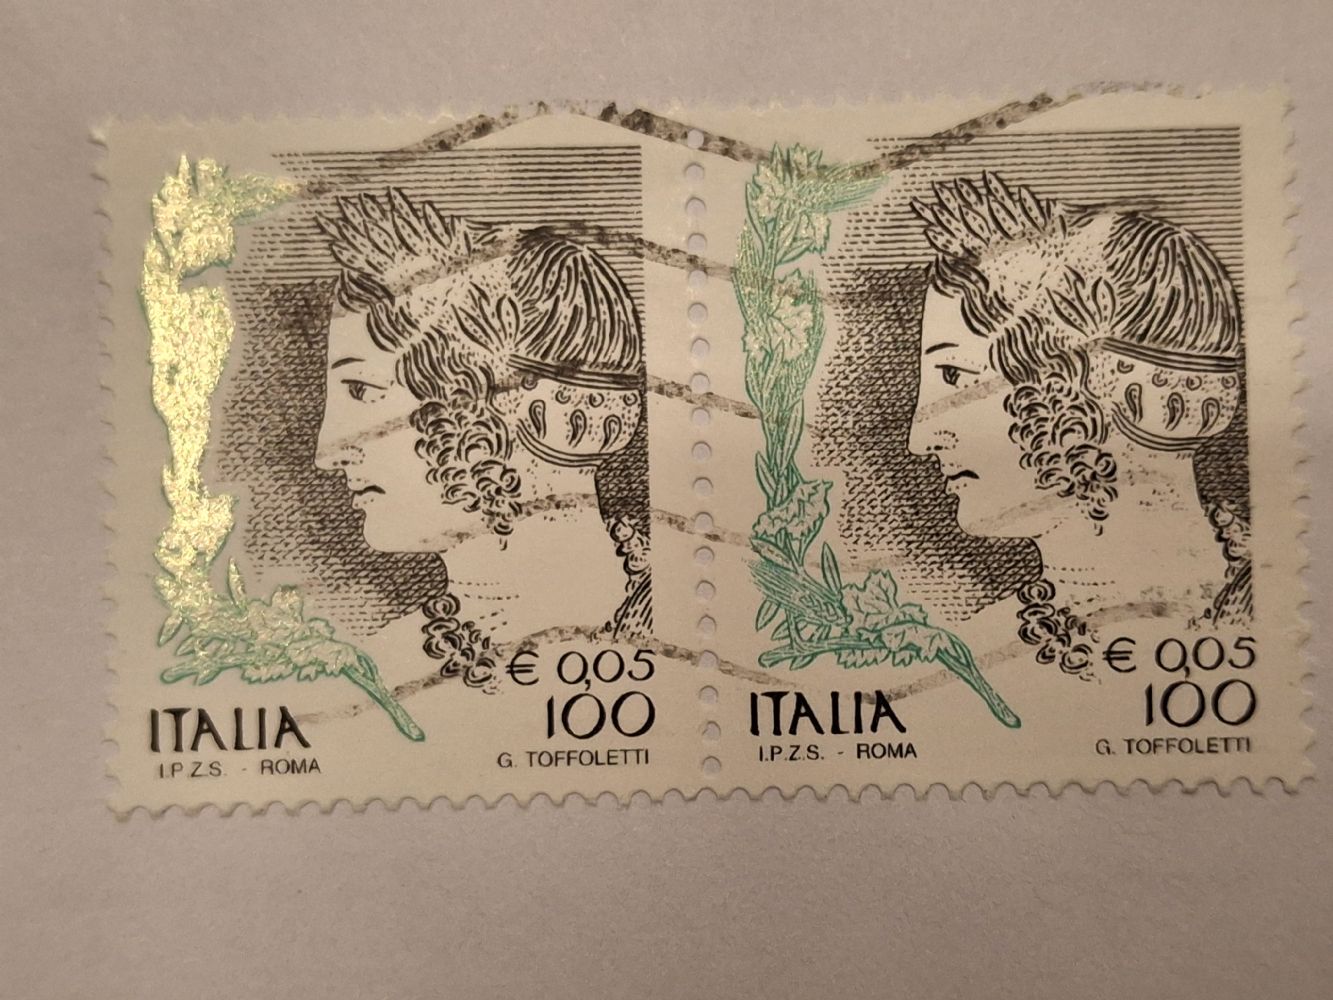 € 0,05
100
ITALIA
I.P.Z.S. - ROMA
G. TOFFOLETTI
€ 0,05
100
ITALIA
I.P.Z.S. - ROMA
G. TOFFOLETTI